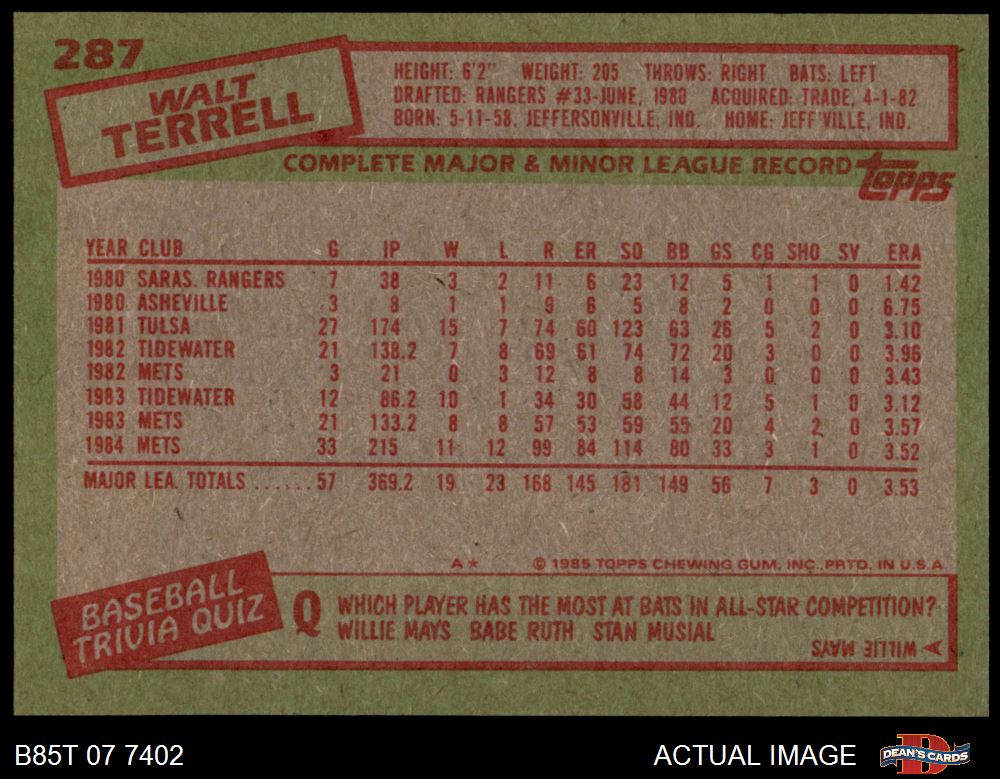 287
WALT
TERRELL
HEIGHT: 6'2" WEIGHT: 205 THROWS: RIGHT BATS: LEFT
DRAFTED: RANGERS #33-JUNE, 1980 ACQUIRED: TRADE, 4-1-82
BORN: 5-11-58, JEFFERSONVILLE, IND. HOME: JEFF'VILLE, IND.
COMPLETE MAJOR & MINOR LEAGUE RECORD topps
YEAR CLUB G IP W L R ER SO BB GS CG SHO SV ERA
1980 SARAS. RANGERS 7 38 3 2 11 6 23 12 5 1 1 0 1.42
1980 ASHEVILLE 3 8 1 1 9 6 5 8 2 0 0 0 6.75
1981 TULSA 27 174 15 7 74 60 123 63 26 5 2 0 3.10
1982 TIDEWATER 21 138.2 7 8 69 61 74 72 20 3 0 0 3.96
1982 METS 3 21 0 3 12 8 8 14 3 0 0 0 3.43
1983 TIDEWATER 12 86.2 10 1 34 30 58 44 12 5 1 0 3.12
1983 METS 21 133.2 8 8 57 53 59 55 20 4 2 0 3.57
1984 METS 33 215 11 12 99 84 114 80 33 3 1 0 3.52
MAJOR LEA. TOTALS ...... 57 369.2 19 23 168 145 181 149 56 7 3 0 3.53
A* © 1985 TOPPS CHEWING GUM, INC. PRTD. IN U.S.A
BASEBALL
TRIVIA QUIZ
Q WHICH PLAYER HAS THE MOST AT BATS IN ALL-STAR COMPETITION?
WILLIE MAYS BABE RUTH STAN MUSIAL
A WILLIE MAYS
B85T 07 7402 ACTUAL IMAGE DEAN'S CARDS